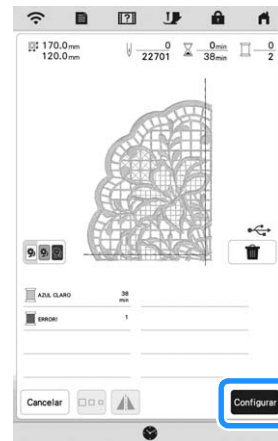 170.0mm
120.0mm
0
22701
0min
38min
0
2
AZUL CLARO 38 min
ERROR! 1
Cancelar
Configurar